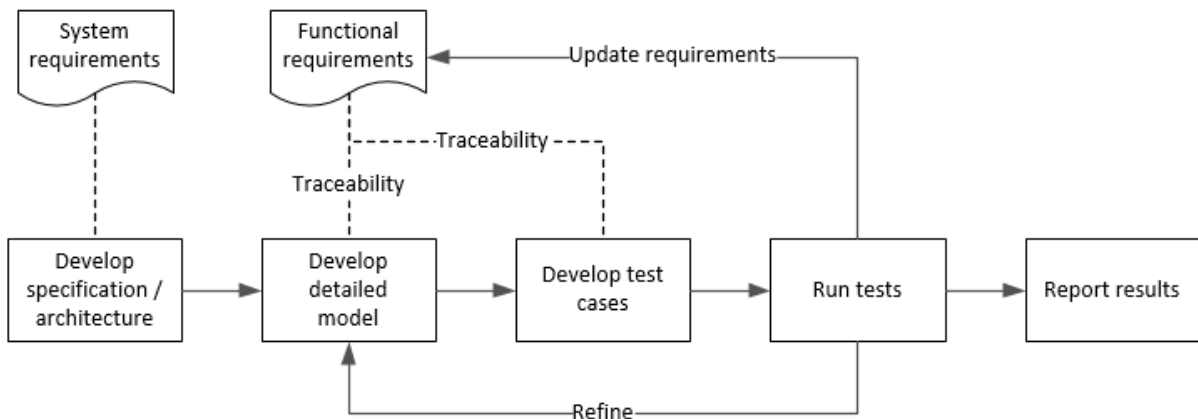 System
requirements
Functional
requirements
Update requirements
Traceability
Traceability
Develop
specification /
architecture
Develop
detailed
model
Develop test
cases
Run tests
Report results
Refine